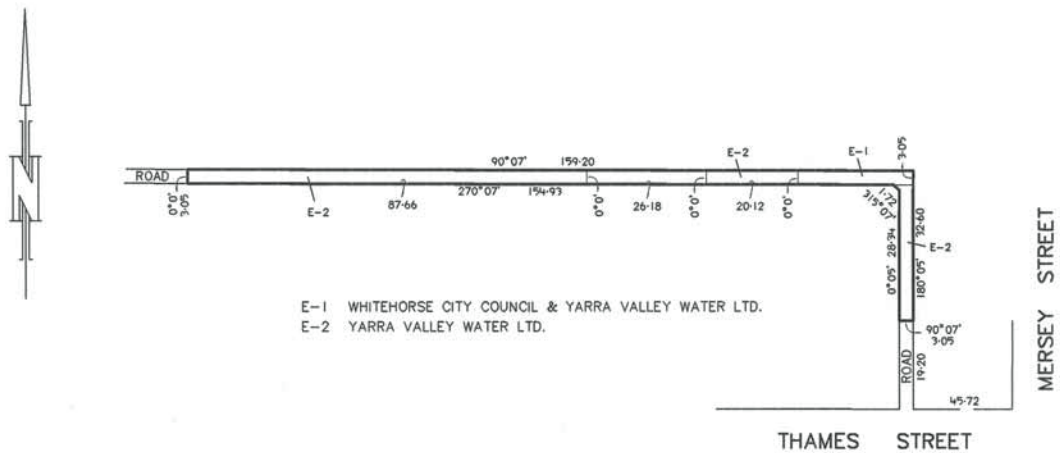 N
90°07' 159·20
E-2
E-1
3·05
ROAD
0°0'
3·05
E-2
87·66
270°07' 154·93
0°0'
26·18
0°0'
20·12
0°0'
1·72
315°07'
28·34
0°05'
32·60
180°05'
E-2
E-1 WHITEHORSE CITY COUNCIL & YARRA VALLEY WATER LTD.
E-2 YARRA VALLEY WATER LTD.
90°07'
3·05
ROAD
19·20
45·72
MERSEY STREET
THAMES STREET